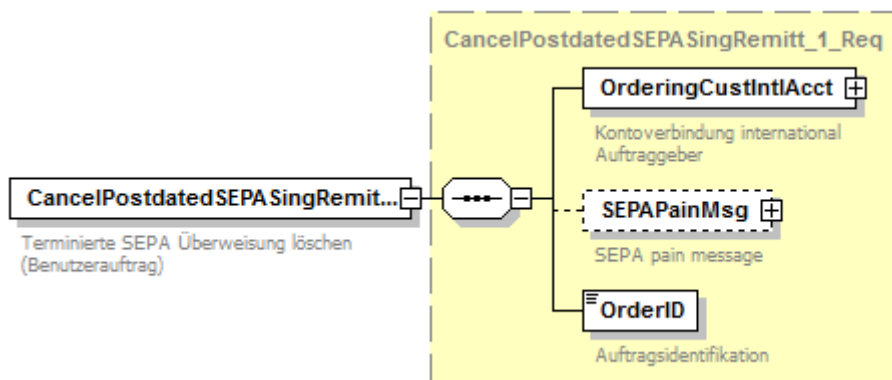 CancelPostdatedSEPASingRemitt_1_Req
OrderingCustIntlAcct
Kontoverbindung international
Auftraggeber
CancelPostdatedSEPASingRemit...
Terminierte SEPA Überweisung löschen
(Benutzerauftrag)
SEPAPainMsg
SEPA pain message
OrderID
Auftragsidentifikation